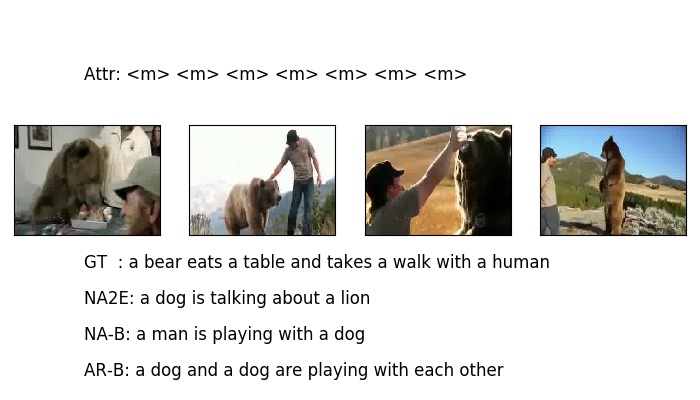 Attr: <m> <m> <m> <m> <m> <m> <m>
GT  : a bear eats a table and takes a walk with a human
NA2E: a dog is talking about a lion
NA-B: a man is playing with a dog
AR-B: a dog and a dog are playing with each other